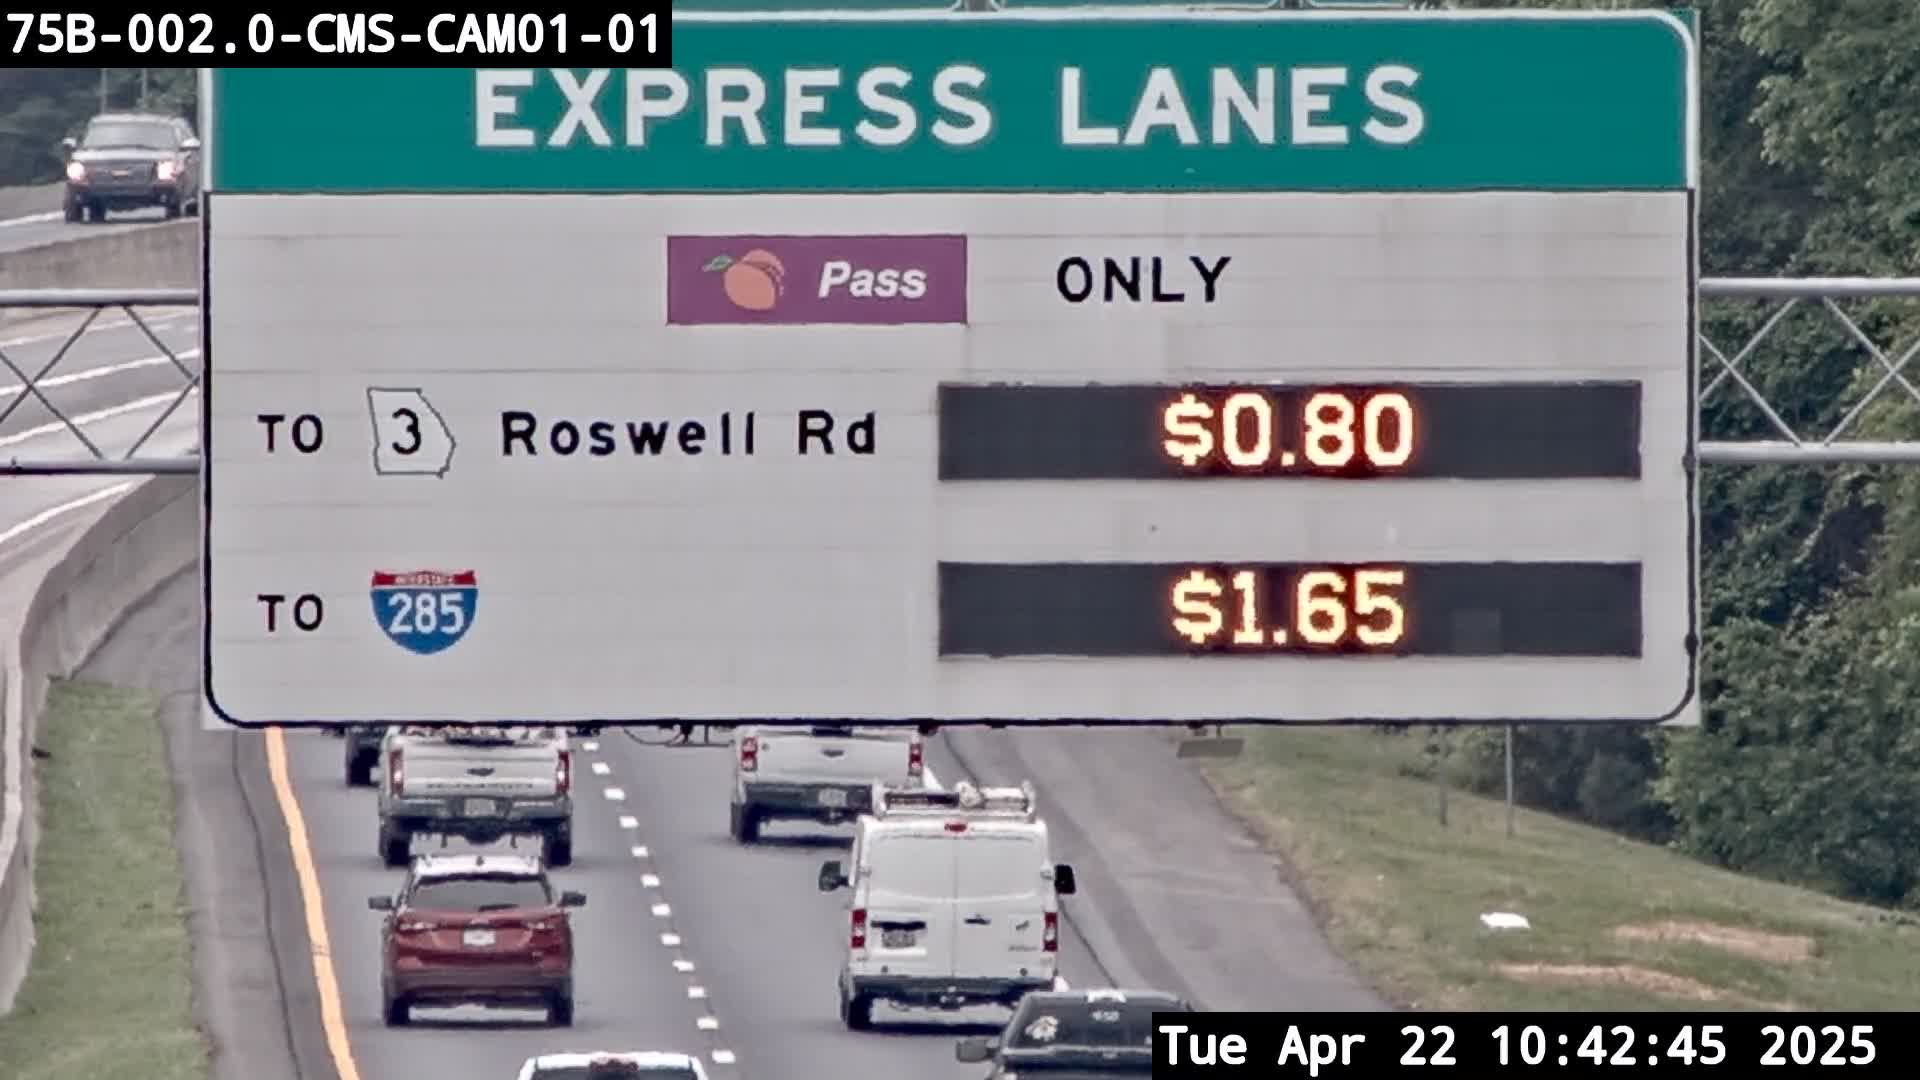 75B-002.0-CMS-CAM01-01
EXPRESS LANES
Pass ONLY
TO 3 Roswell Rd $0.80
INTERSTATE
TO 285 $1.65
Tue Apr 22 10:42:45 2025